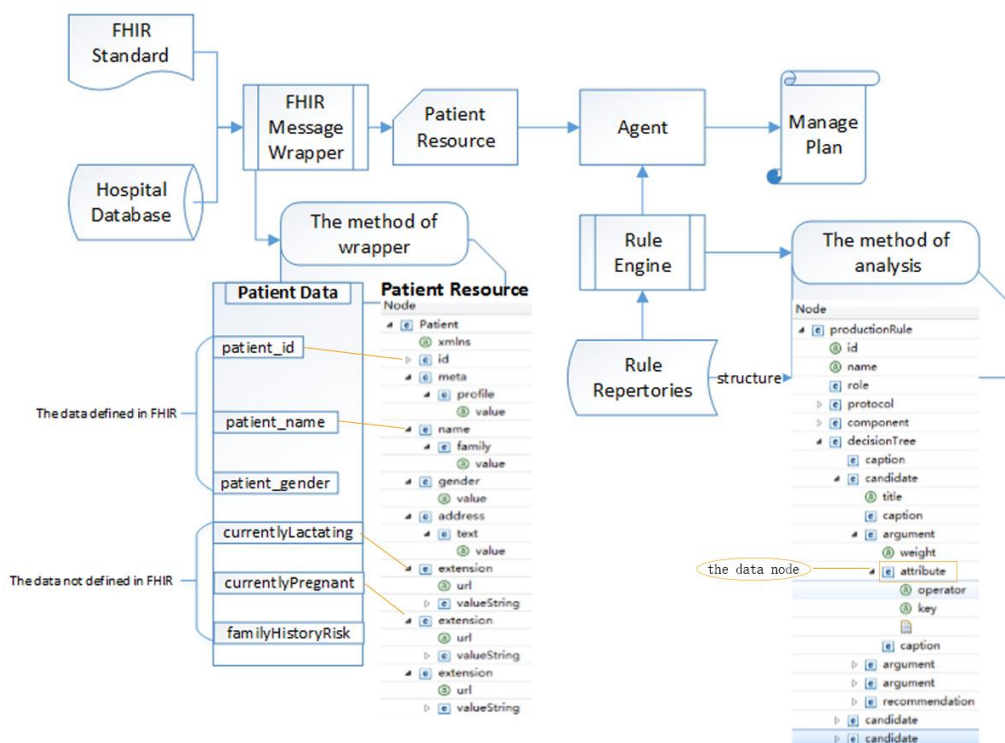 FHIR
Standard
Hospital
Database
FHIR
Message
Wrapper
Patient
Resource
Agent
Manage
Plan
The method of
wrapper
Rule
Engine
The method of
analysis
Rule
Repertories
structure
Patient Data
patient_id
patient_name
patient_gender
currentlyLactating
currentlyPregnant
familyHistoryRisk
The data defined in FHIR
The data not defined in FHIR
Patient Resource
Node
e Patient
a xmlns
e id
e meta
e profile
a value
e name
e family
a value
e gender
a value
e address
e text
a value
e extension
a url
e valueString
e extension
a url
e valueString
e extension
a url
e valueString
the data node
Node
e productionRule
a id
a name
e role
e protocol
e component
e decisionTree
e caption
e candidate
a title
e caption
e argument
a weight
e attribute
a operator
a key
e caption
e argument
e argument
e recommendation
e candidate
e candidate